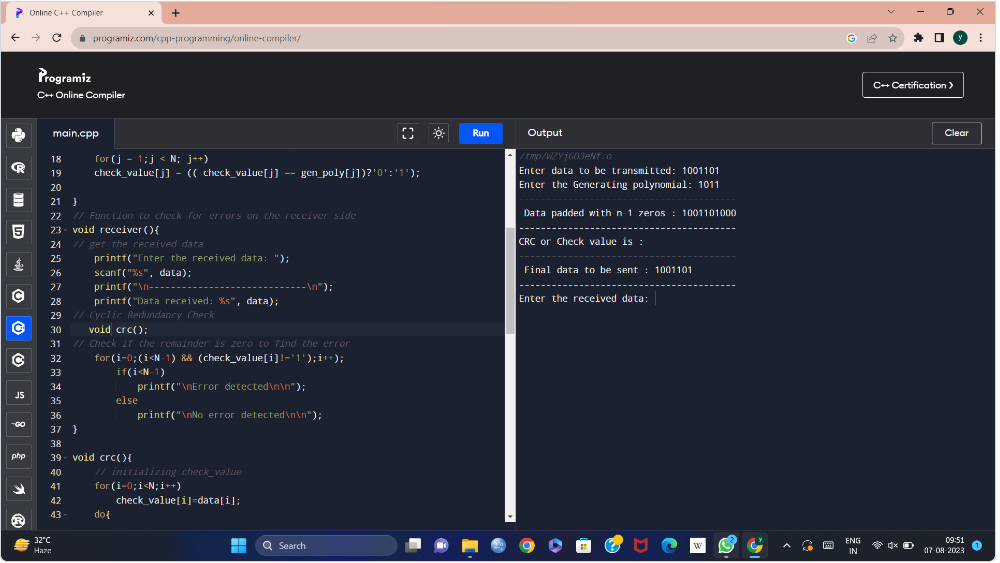 Online C++ Compiler
programiz.com/cpp-programming/online-compiler/
y
Programiz
C++ Online Compiler
C++ Certification
main.cpp
Run
Output
Clear
18 for(j = 1;j < N; j++)
19 check_value[j] = (( check_value[j] == gen_poly[j])?'0':'1');
20
21 }
22 // Function to check for errors on the receiver side
23 void receiver(){
24 // get the received data
25 printf("Enter the received data: ");
26 scanf("%s", data);
27 printf("\n-----------------------------\n");
28 printf("Data received: %s", data);
29 // Cyclic Redundancy Check
30 void crc();
31 // Check if the remainder is zero to find the error
32 for(i=0;(i<N-1) && (check_value[i]!='1');i++);
33 if(i<N-1)
34 printf("\nError detected\n\n");
35 else
36 printf("\nNo error detected\n\n");
37 }
38
39 void crc(){
40 // initializing check_value
41 for(i=0;i<N;i++)
42 check_value[i]=data[i];
43 do{
/tmp/WZYjGO3eNf.o
Enter data to be transmitted: 1001101
Enter the Generating polynomial: 1011
----------------------------------------
Data padded with n-1 zeros : 1001101000
----------------------------------------
CRC or Check value is :
----------------------------------------
Final data to be sent : 1001101
----------------------------------------
Enter the received data:
JS
GO
php
32°C
Haze
Search
W
2
y
ENG
IN
09:51
07-08-2023
1